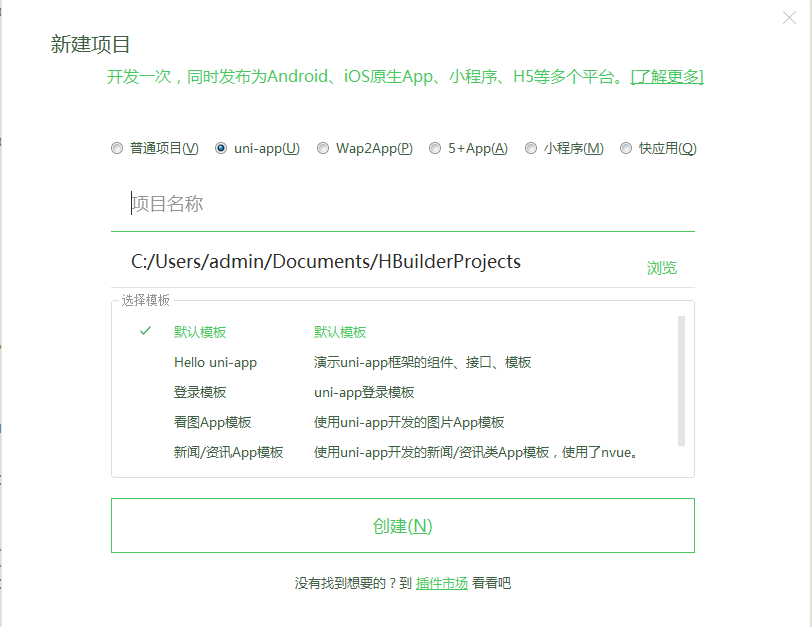 新建项目
开发一次，同时发布为Android、iOS原生App、小程序、H5等多个平台。[了解更多]
普通项目(V) uni-app(U) Wap2App(P) 5+App(A) 小程序(M) 快应用(Q)
项目名称
C:/Users/admin/Documents/HBuilderProjects 浏览
选择模板
默认模板 默认模板
Hello uni-app 演示uni-app框架的组件、接口、模板
登录模板 uni-app登录模板
看图App模板 使用uni-app开发的图片App模板
新闻/资讯App模板 使用uni-app开发的新闻/资讯类App模板，使用了nvue。
创建(N)
没有找到想要的？到 插件市场 看看吧